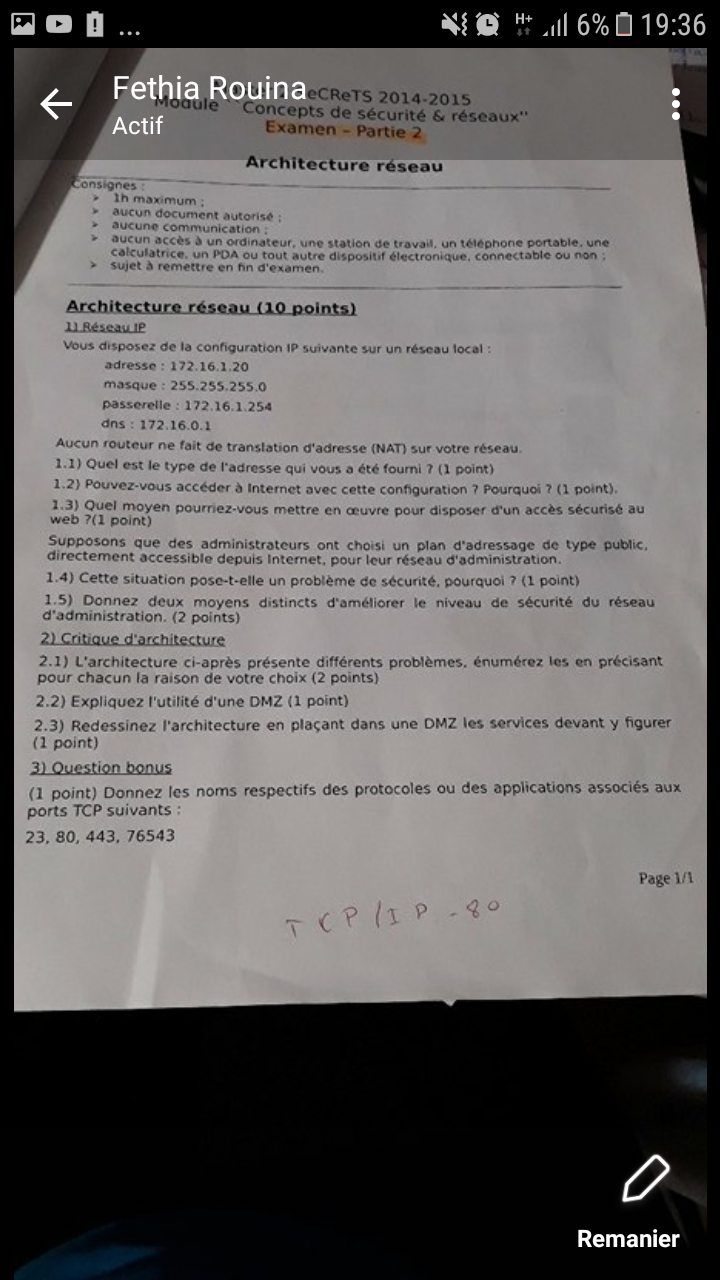 ... H+ 6% 19:36
Fethia Rouina
Actif
eCReTS 2014-2015
Module "Concepts de sécurité & réseaux"
Examen – Partie 2
Architecture réseau
Consignes :
➢ 1h maximum ;
➢ aucun document autorisé ;
➢ aucune communication ;
➢ aucun accès à un ordinateur, une station de travail, un téléphone portable, une
calculatrice, un PDA ou tout autre dispositif électronique, connectable ou non ;
➢ sujet à remettre en fin d'examen.
Architecture réseau (10 points)
1) Réseau IP
Vous disposez de la configuration IP suivante sur un réseau local :
adresse : 172.16.1.20
masque : 255.255.255.0
passerelle : 172.16.1.254
dns : 172.16.0.1
Aucun routeur ne fait de translation d'adresse (NAT) sur votre réseau.
1.1) Quel est le type de l'adresse qui vous a été fourni ? (1 point)
1.2) Pouvez-vous accéder à Internet avec cette configuration ? Pourquoi ? (1 point).
1.3) Quel moyen pourriez-vous mettre en œuvre pour disposer d'un accès sécurisé au
web ?(1 point)
Supposons que des administrateurs ont choisi un plan d'adressage de type public,
directement accessible depuis Internet, pour leur réseau d'administration.
1.4) Cette situation pose-t-elle un problème de sécurité, pourquoi ? (1 point)
1.5) Donnez deux moyens distincts d'améliorer le niveau de sécurité du réseau
d'administration. (2 points)
2) Critique d'architecture
2.1) L'architecture ci-après présente différents problèmes, énumérez les en précisant
pour chacun la raison de votre choix (2 points)
2.2) Expliquez l'utilité d'une DMZ (1 point)
2.3) Redessinez l'architecture en plaçant dans une DMZ les services devant y figurer
(1 point)
3) Question bonus
(1 point) Donnez les noms respectifs des protocoles ou des applications associés aux
ports TCP suivants :
23, 80, 443, 76543
Page 1/1
TCP/IP - 80
Remanier